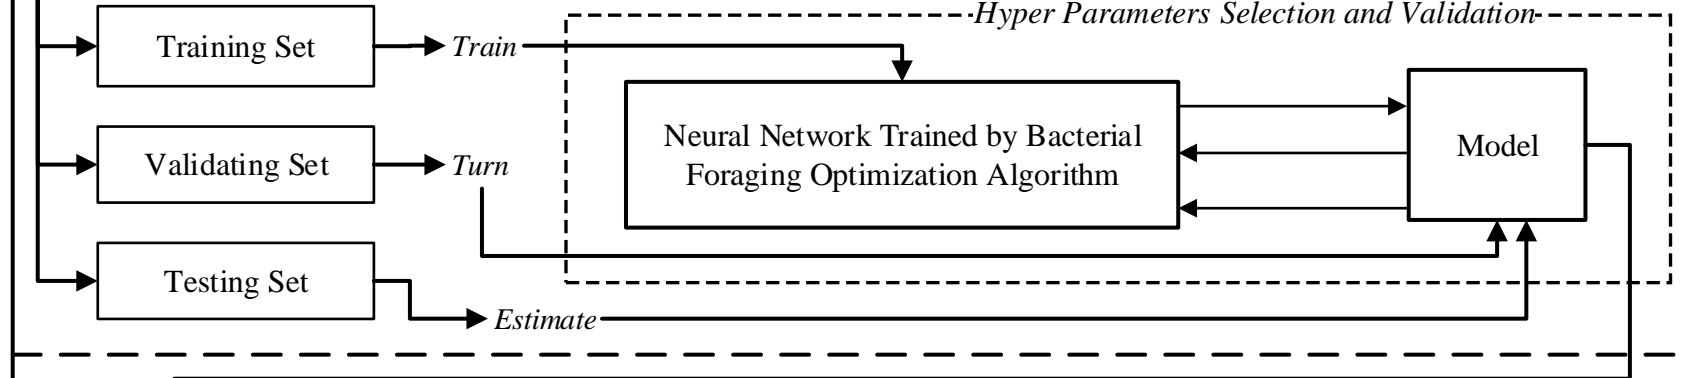 Hyper Parameters Selection and Validation
Training Set
Train
Neural Network Trained by Bacterial
Foraging Optimization Algorithm
Model
Validating Set
Turn
Testing Set
Estimate